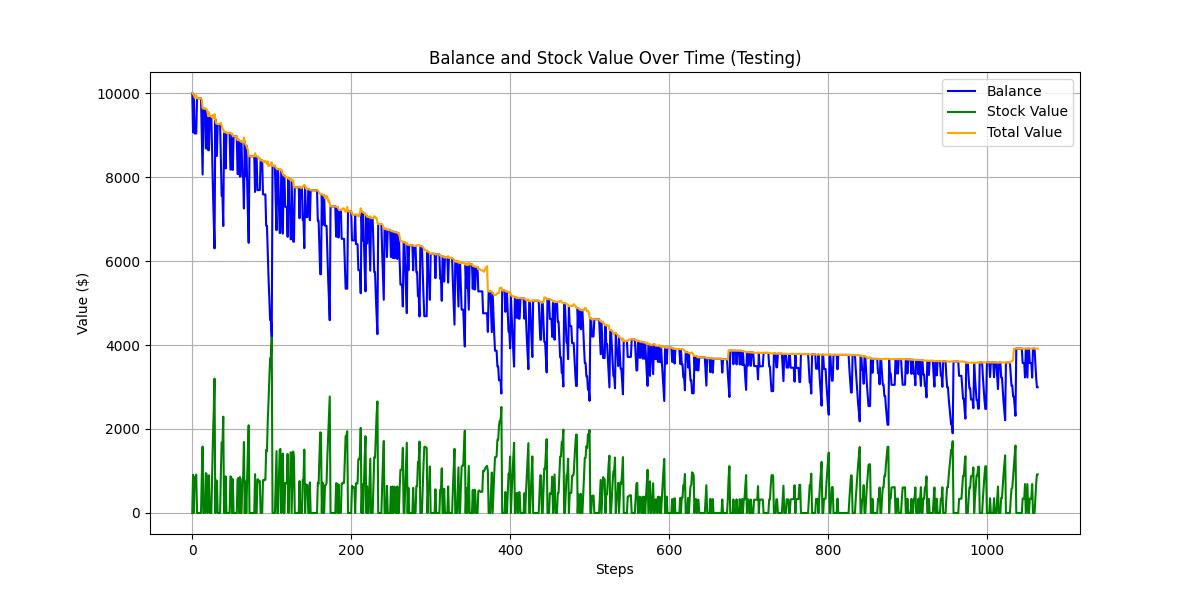 Balance and Stock Value Over Time (Testing)
Balance
Stock Value
Total Value
10000
8000
6000
4000
2000
0
Value ($)
0 200 400 600 800 1000
Steps